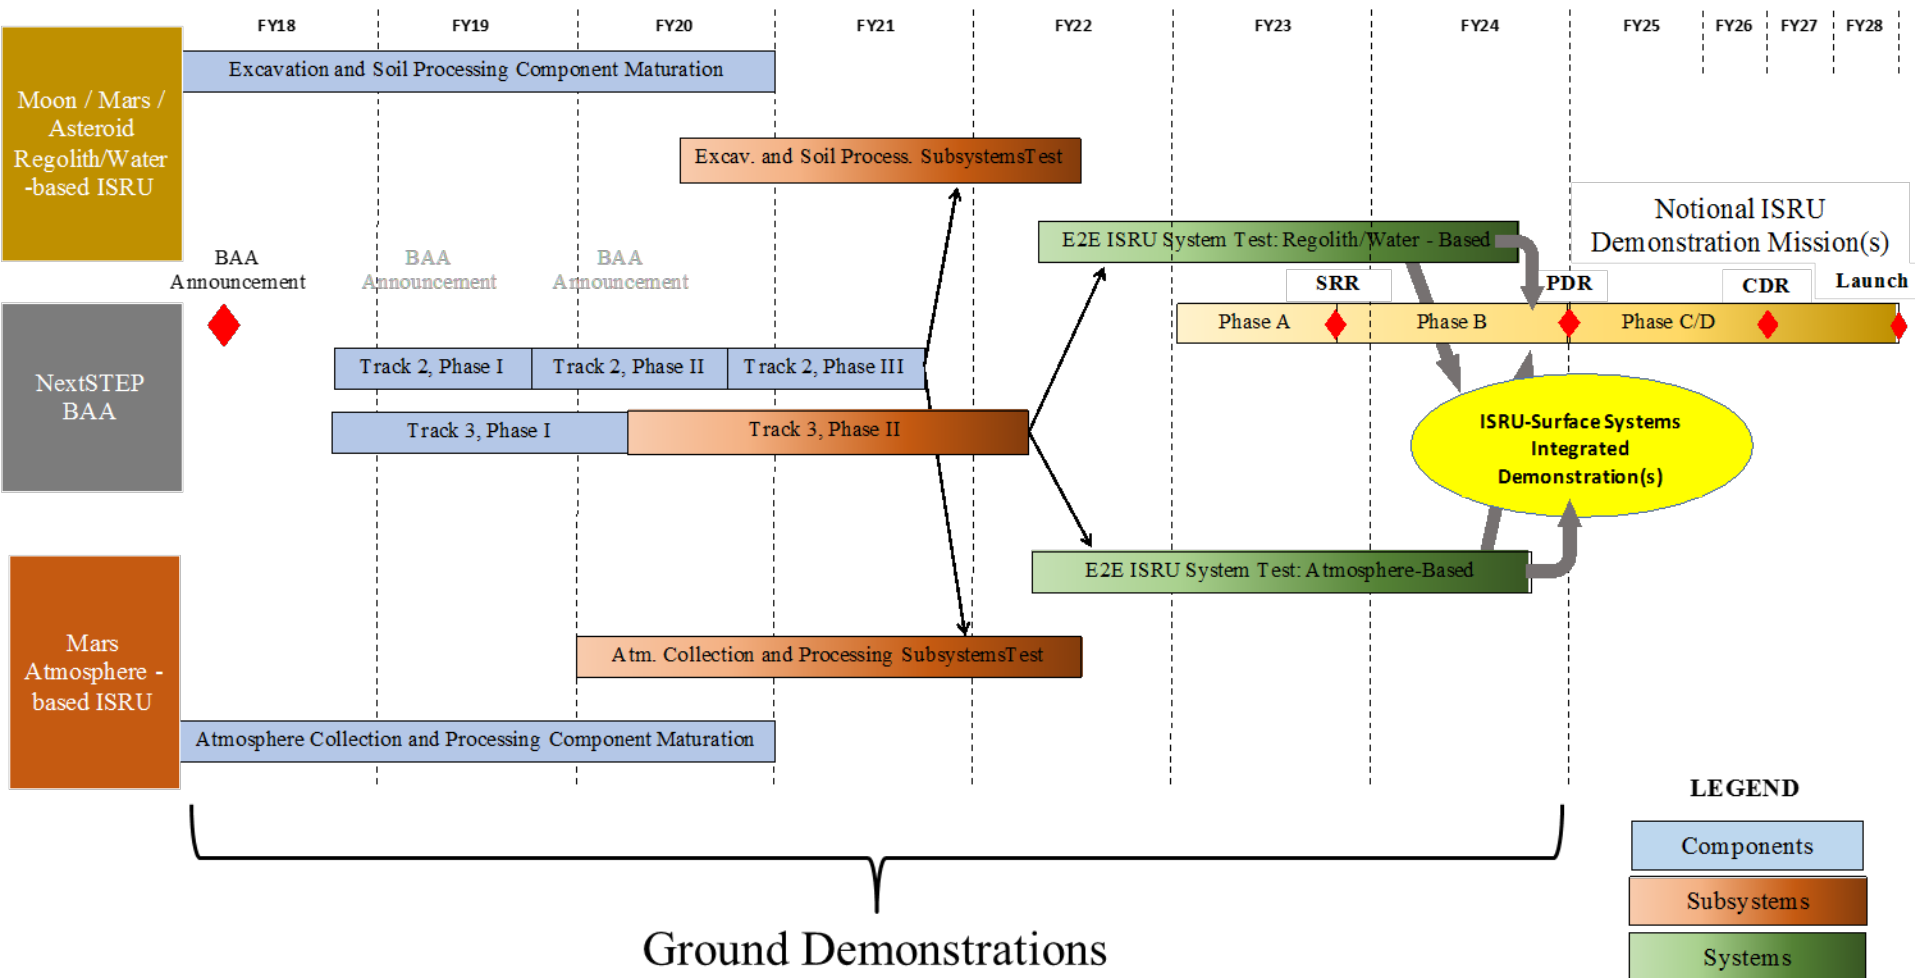 FY18 FY19 FY20 FY21 FY22 FY23 FY24 FY25 FY26 FY27 FY28
Moon / Mars /
Asteroid
Regolith/Water
-based ISRU
Excavation and Soil Processing Component Maturation
Excav. and Soil Process. SubsystemsTest
E2E ISRU System Test: Regolith/Water - Based
Notional ISRU
Demonstration Mission(s)
BAA
Announcement
BAA
Announcement
BAA
Announcement
SRR
PDR
CDR
Launch
Phase A
Phase B
Phase C/D
NextSTEP
BAA
Track 2, Phase I
Track 2, Phase II
Track 2, Phase III
Track 3, Phase I
Track 3, Phase II
ISRU-Surface Systems
Integrated
Demonstration(s)
E2E ISRU System Test: Atmosphere-Based
Mars
Atmosphere -
based ISRU
Atm. Collection and Processing SubsystemsTest
Atmosphere Collection and Processing Component Maturation
Ground Demonstrations
LEGEND
Components
Subsystems
Systems